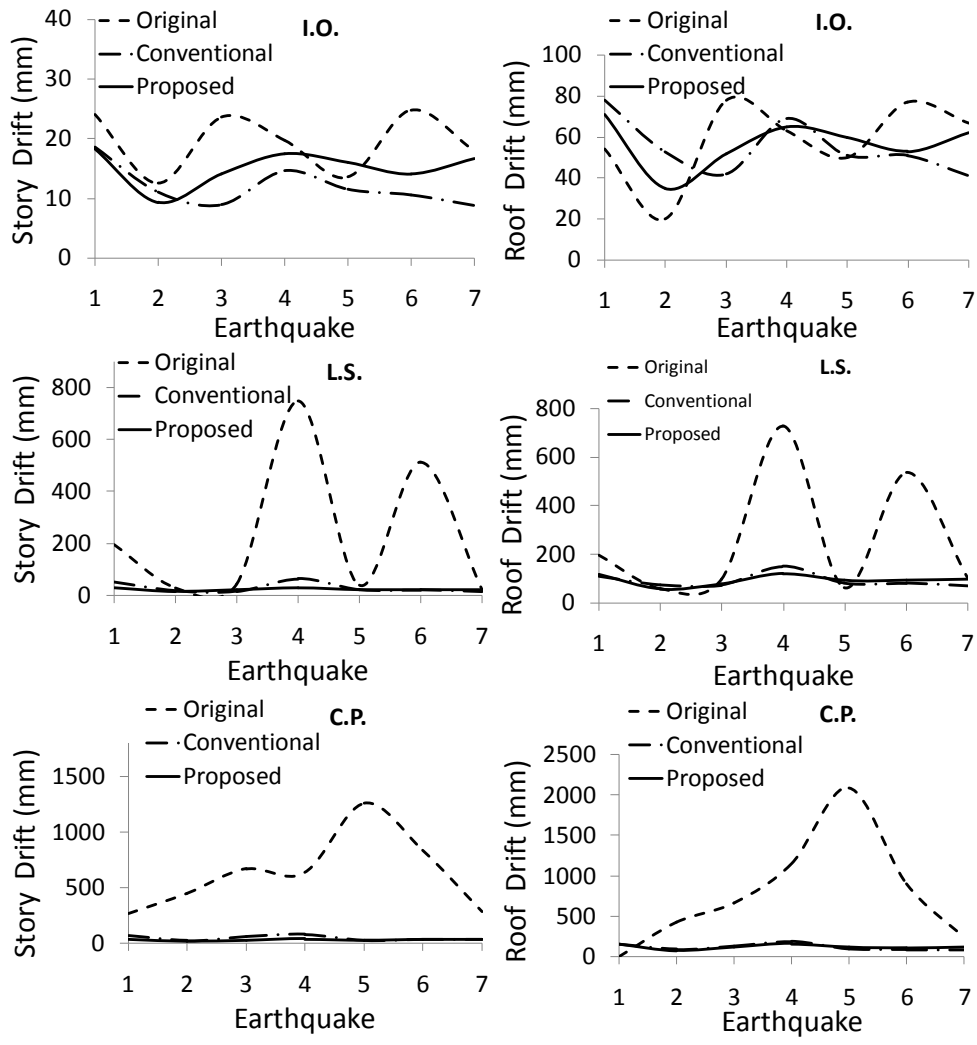 I.O.
Story Drift (mm)
40
30
20
10
0
Original
Conventional
Proposed
1 2 3 4 5 6 7
Earthquake
I.O.
Roof Drift (mm)
100
80
60
40
20
0
Original
Conventional
Proposed
1 2 3 4 5 6 7
Earthquake
L.S.
Story Drift (mm)
800
600
400
200
0
Original
Conventional
Proposed
1 2 3 4 5 6 7
Earthquake
L.S.
Roof Drift (mm)
800
600
400
200
0
Original
Conventional
Proposed
1 2 3 4 5 6 7
Earthquake
C.P.
Story Drift (mm)
1500
1000
500
0
Original
Conventional
Proposed
1 2 3 4 5 6 7
Earthquake
C.P.
Roof Drift (mm)
2500
2000
1500
1000
500
0
Original
Conventional
Proposed
1 2 3 4 5 6 7
Earthquake